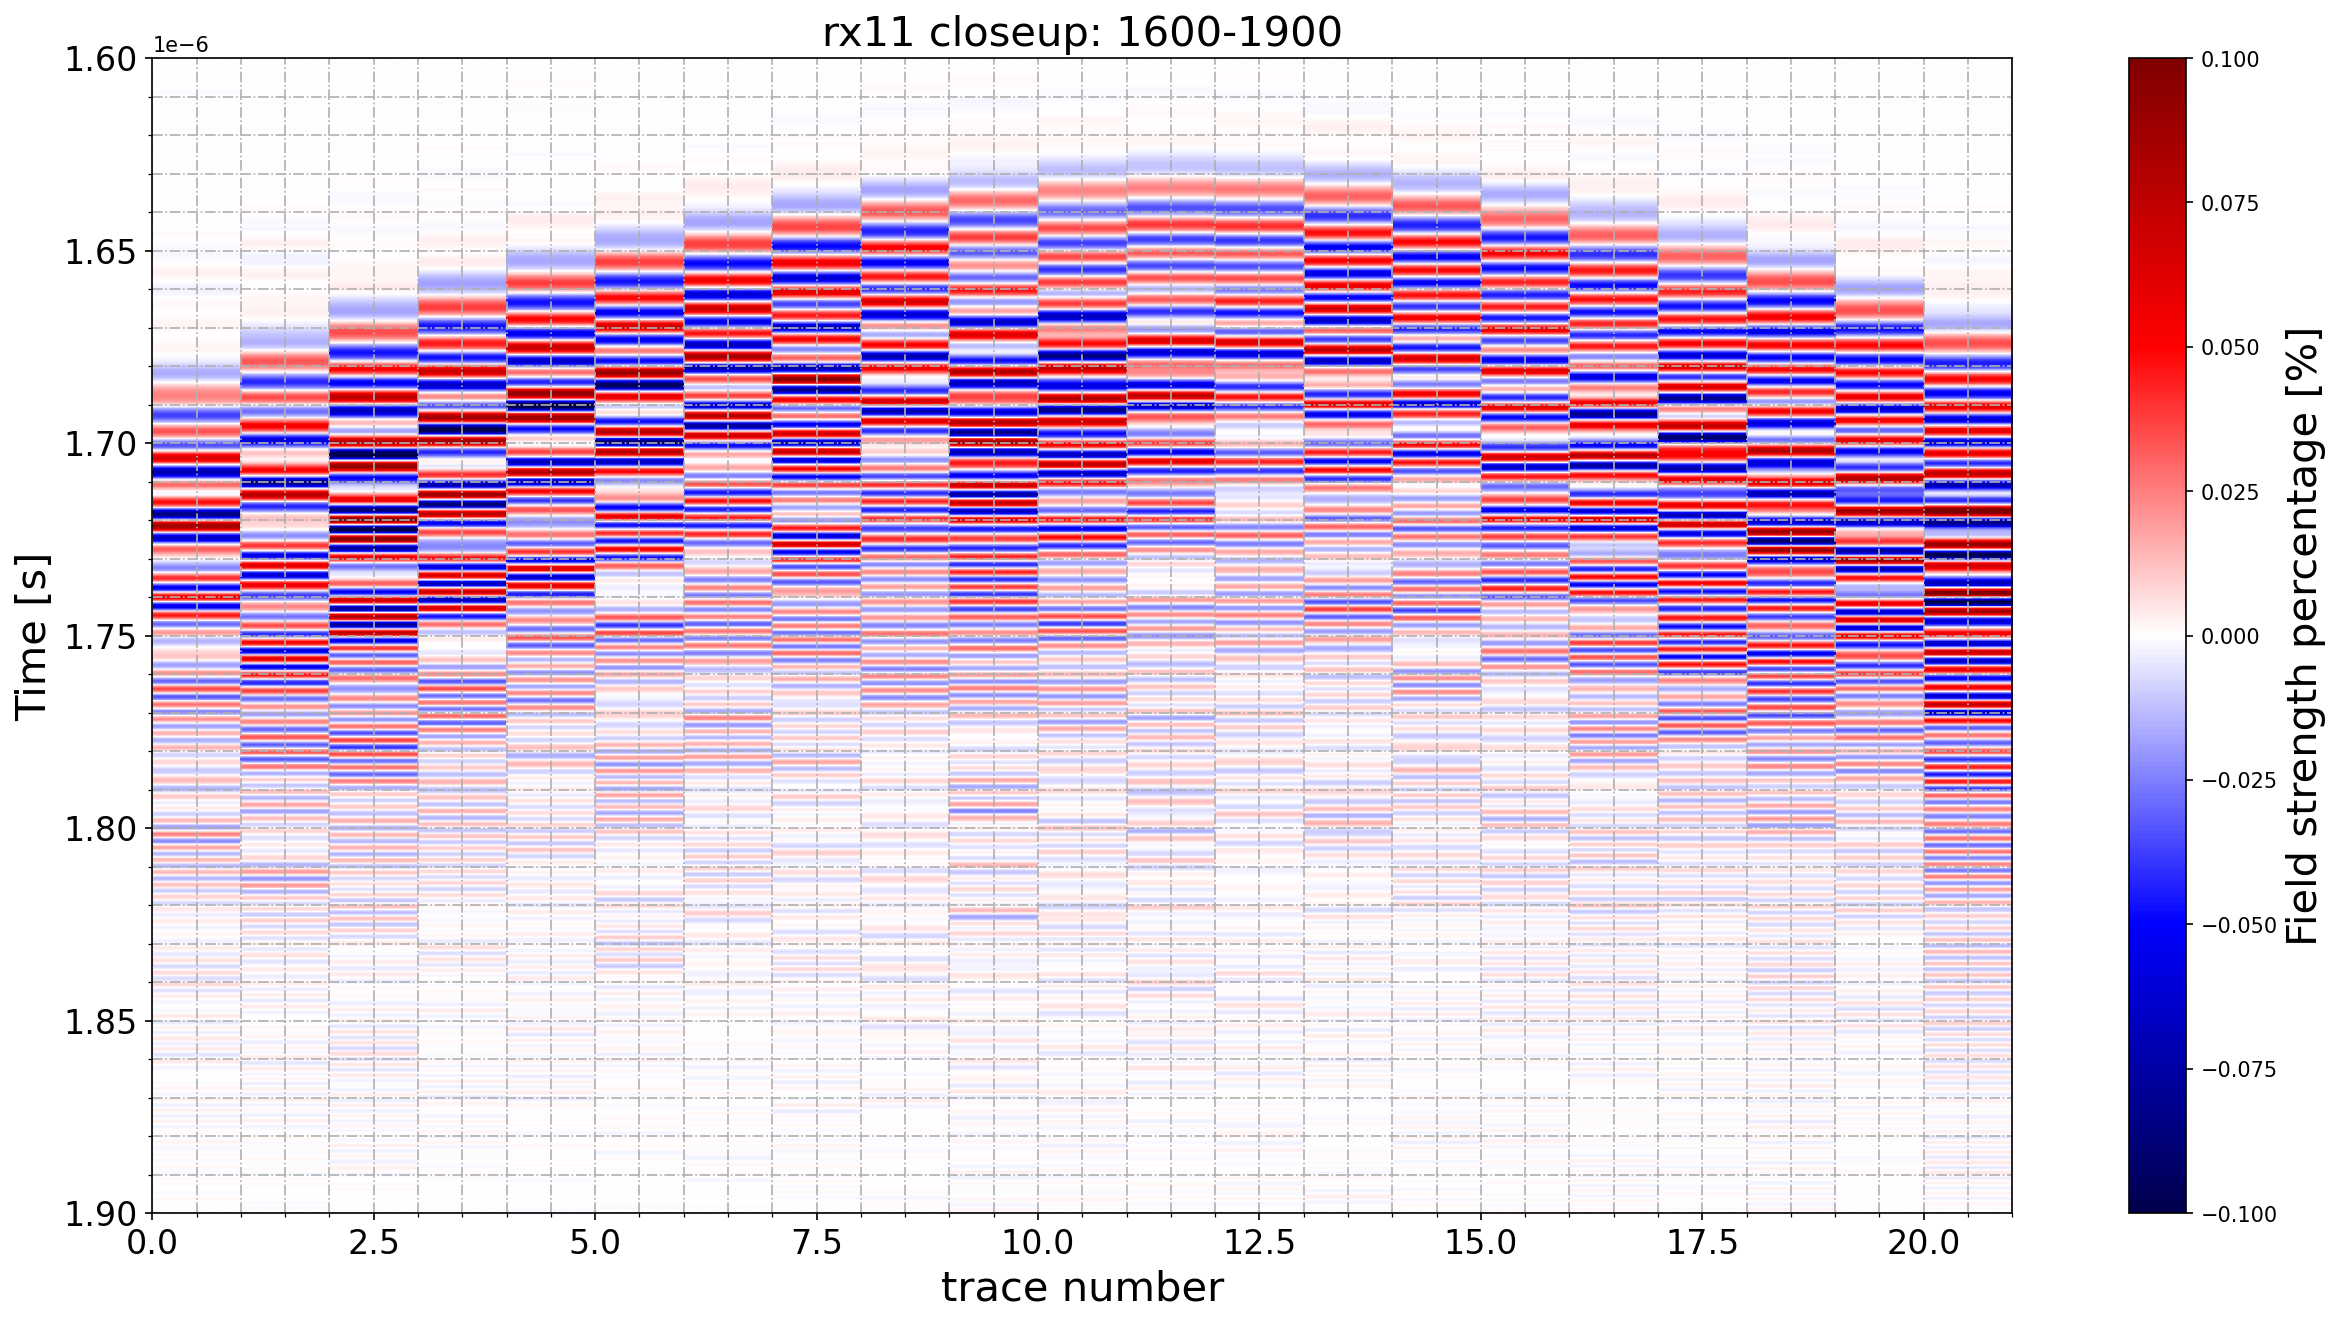 rx11 closeup: 1600-1900
1e−6
1.60
1.65
1.70
1.75
1.80
1.85
1.90
Time [s]
0.0 2.5 5.0 7.5 10.0 12.5 15.0 17.5 20.0
trace number
0.100
0.075
0.050
0.025
0.000
−0.025
−0.050
−0.075
−0.100
Field strength percentage [%]